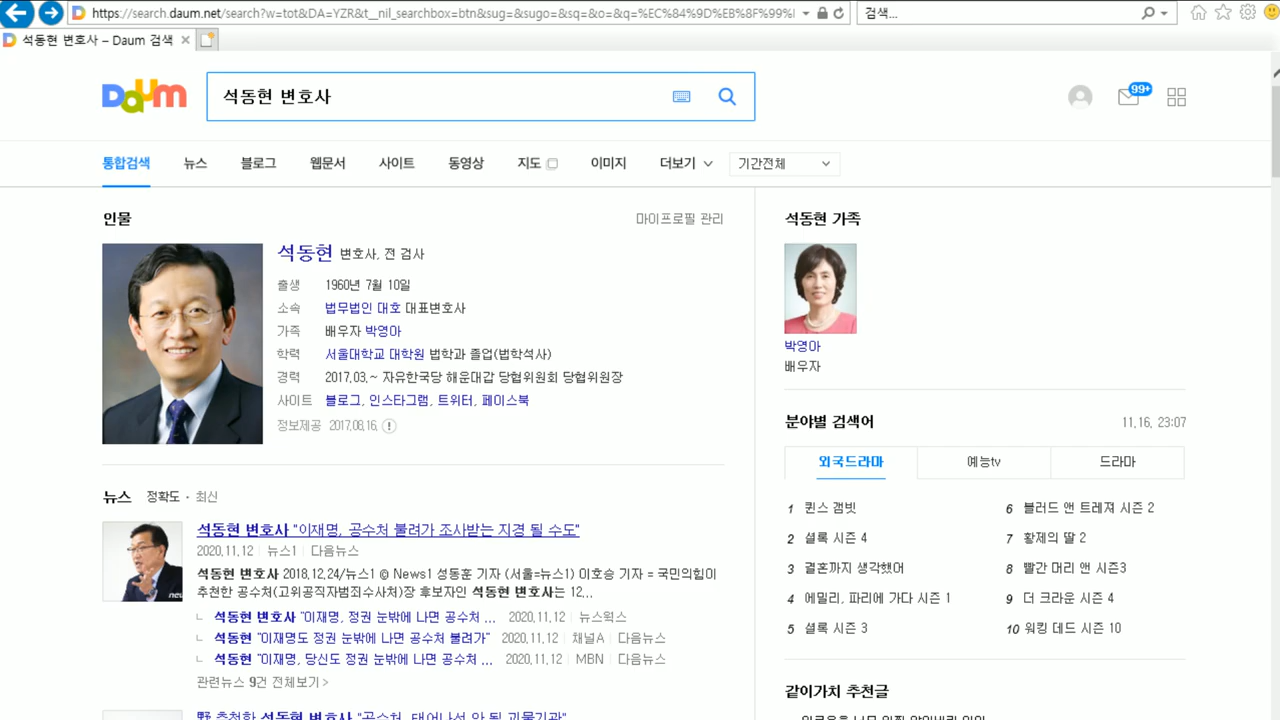 https://search.daum.net/search?w=tot&DA=YZR&t__nil_searchbox=btn&sug=&sugo=&sq=&o=&q=%EC%84%9D%EB%8F%99%
검색...
석동현 변호사 – Daum 검색
Daum
석동현 변호사
99+
통합검색 뉴스 블로그 웹문서 사이트 동영상 지도 이미지 더보기 기간전체
인물
마이프로필 관리
석동현 변호사, 전 검사
출생 1960년 7월 10일
소속 법무법인 대호 대표변호사
가족 배우자 박영아
학력 서울대학교 대학원 법학과 졸업(법학석사)
경력 2017.03.~ 자유한국당 해운대갑 당협위원회 당협위원장
사이트 블로그, 인스타그램, 트위터, 페이스북
정보제공 2017.08.16.
뉴스 정확도 · 최신
석동현 변호사 "이재명, 공수처 불려가 조사받는 지경 될 수도"
2020.11.12 뉴스1 다음뉴스
석동현 변호사 2018.12.24/뉴스1 @ News1 성동훈 기자 (서울=뉴스1) 이호승 기자 = 국민의힘이
추천한 공수처(고위공직자범죄수사처)장 후보자인 석동현 변호사는 12...
석동현 변호사 "이재명, 정권 눈밖에 나면 공수처 ... 2020.11.12 뉴스웍스
석동현 "이재명도 정권 눈밖에 나면 공수처 불려가" 2020.11.12 채널A 다음뉴스
석동현 "이재명, 당신도 정권 눈밖에 나면 공수처 ... 2020.11.12 MBN 다음뉴스
관련뉴스 9건 전체보기 >
野 추천한 석동현 변호사 "공수처, 태어나선 안 될 괴물기관"
석동현 가족
박영아
배우자
분야별 검색어
11.16. 23:07
외국드라마 예능tv 드라마
1 퀸스 갬빗
2 셜록 시즌 4
3 결혼까지 생각했어
4 에밀리, 파리에 가다 시즌 1
5 셜록 시즌 3
6 블러드 앤 트레져 시즌 2
7 황제의 딸 2
8 빨간 머리 앤 시즌3
9 더 크라운 시즌 4
10 워킹 데드 시즌 10
같이가치 추천글